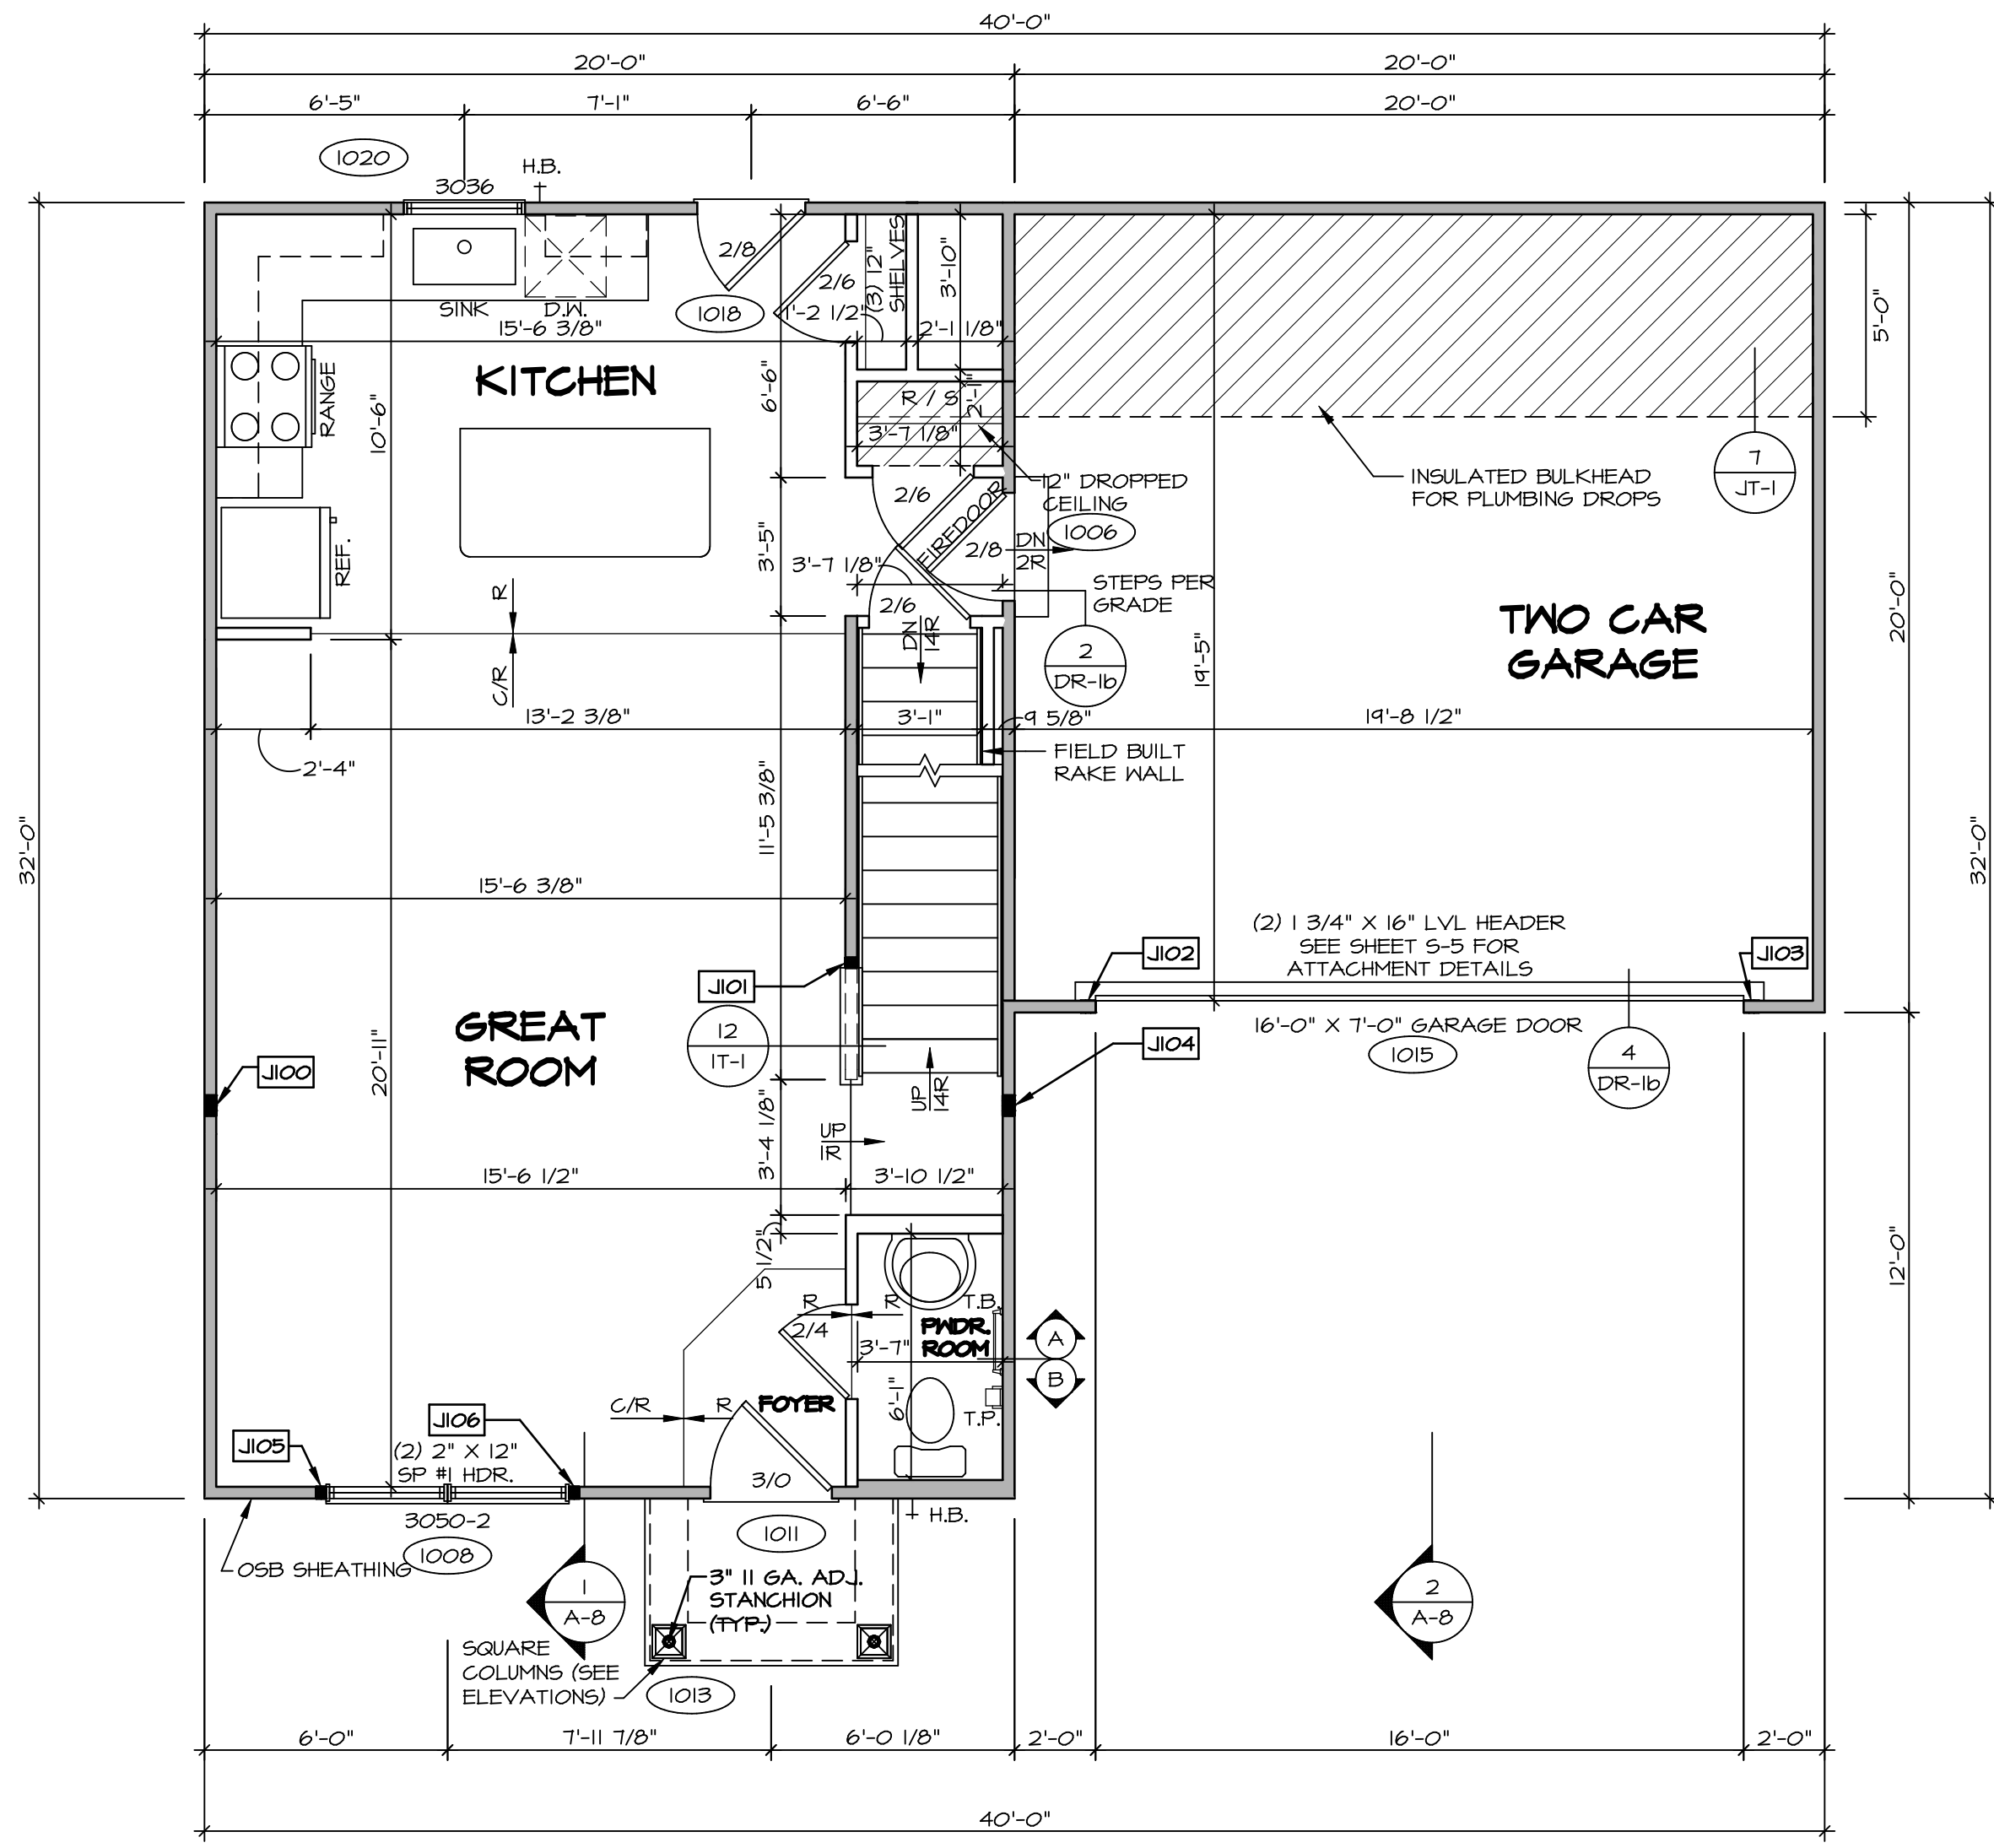 40'-0"
20'-0"
20'-0"
6'-5"
7'-1"
6'-6"
20'-0"
1020
H.B.
3036
2/8
2/6
(3) 12"
SHELVES
3'-10"
SINK
D.W.
1018
1'-2 1/2"
15'-6 3/8"
2'-1 1/8"
5'-0"
RANGE
KITCHEN
10'-6"
6'-6"
R / S
2'-1"
3'-7 1/8"
7
JT-1
INSULATED BULKHEAD
FOR PLUMBING DROPS
12" DROPPED
CEILING
2/6
FIREDOOR
1006
2/8
DN
2R
REF.
3'-5"
3'-7 1/8"
STEPS PER
GRADE
R
2/6
20'-0"
TWO CAR
GARAGE
DN
14R
19'-5"
2
DR-1b
C/R
13'-2 3/8"
3'-1"
9 5/8"
19'-8 1/2"
2'-4"
FIELD BUILT
RAKE WALL
11'-5 3/8"
32'-0"
32'-0"
15'-6 3/8"
(2) 1 3/4" X 16" LVL HEADER
SEE SHEET S-5 FOR
ATTACHMENT DETAILS
J102
J103
J101
GREAT
ROOM
12
1T-1
16'-0" X 7'-0" GARAGE DOOR
1015
J104
4
DR-1b
J100
20'-11"
UP
14R
UP
1R
3'-4 1/8"
15'-6 1/2"
3'-10 1/2"
12'-0"
5 1/2"
R
R
T.B.
2/4
PWDR.
ROOM
3'-7"
A
B
6'-1"
C/R
R
FOYER
T.P.
J106
J105
(2) 2" X 12"
SP #1 HDR.
3/0
3050-2
H.B.
1011
1008
OSB SHEATHING
3" 11 GA. ADJ.
STANCHION
(TYP.)
1
A-8
2
A-8
SQUARE
COLUMNS (SEE
ELEVATIONS)
1013
6'-0"
7'-11 7/8"
6'-0 1/8"
2'-0"
16'-0"
2'-0"
40'-0"